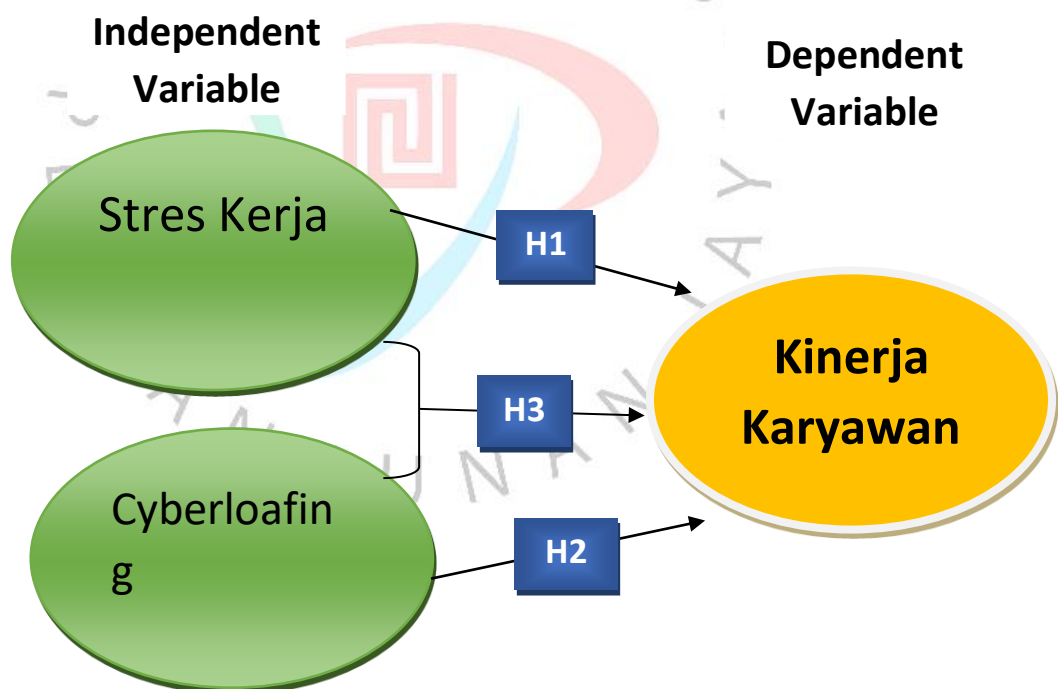 Independent
Variable
Dependent
Variable
Stres Kerja
H1
Kinerja
Karyawan
H3
Cyberloafin
g
H2